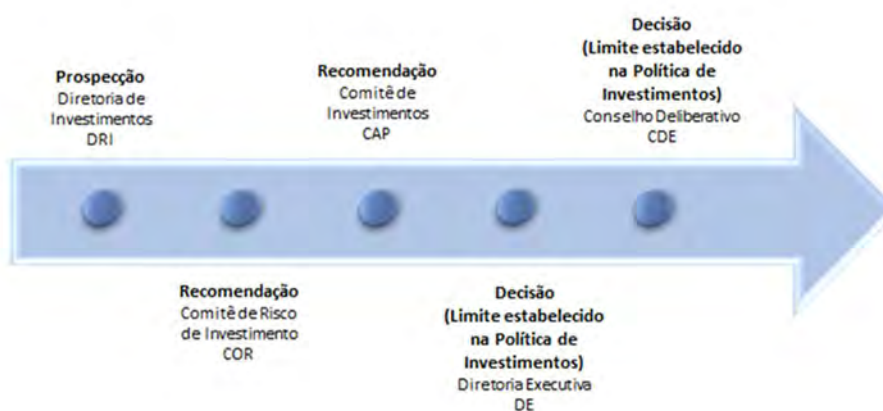 Prospecção
Diretoria de
Investimentos
DRI
Recomendação
Comitê de Risco
de Investimento
COR
Recomendação
Comitê de
Investimentos
CAP
Decisão
(Limite estabelecido
na Política de
Investimentos)
Diretoria Executiva
DE
Decisão
(Limite estabelecido
na Política de
Investimentos)
Conselho Deliberativo
CDE